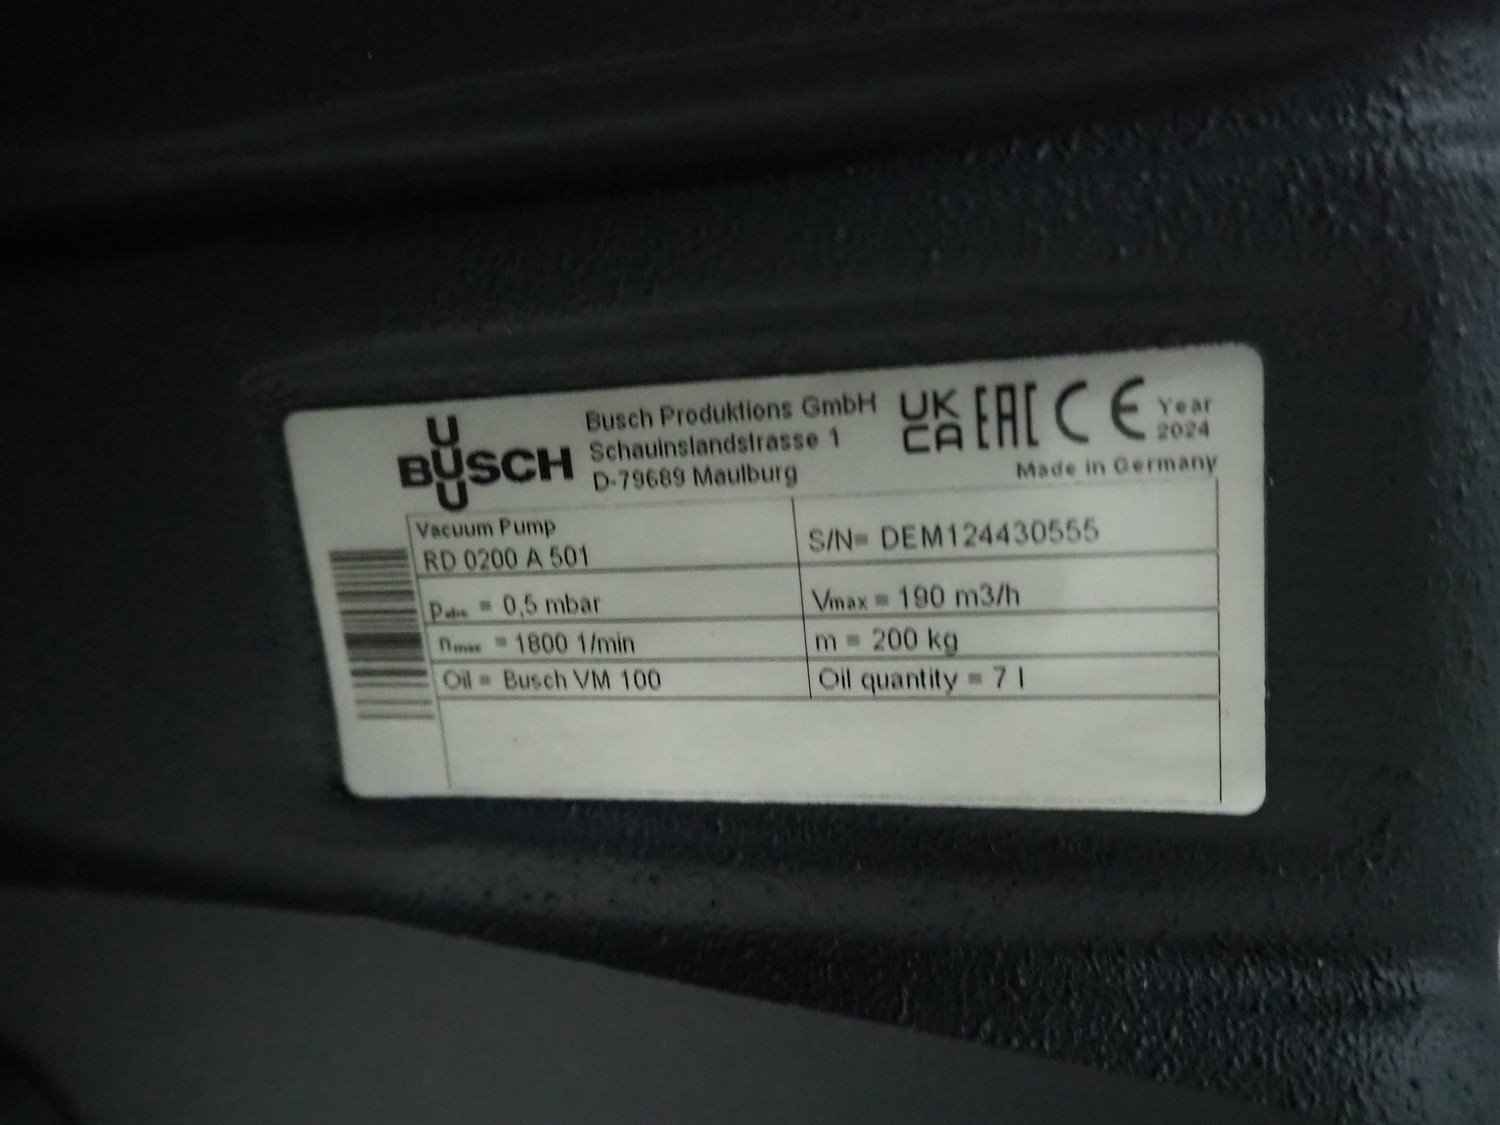 BUSCH
Busch Produktions GmbH
Schauinslandstrasse 1
D-79689 Maulburg
UK
CA
EAC
CE
Year
2024
Made in Germany
Vacuum Pump
RD 0200 A 501
S/N= DEM124430555
pabs = 0,5 mbar
Vmax = 190 m3/h
nmax = 1800 1/min
m = 200 kg
Oil = Busch VM 100
Oil quantity = 7 l